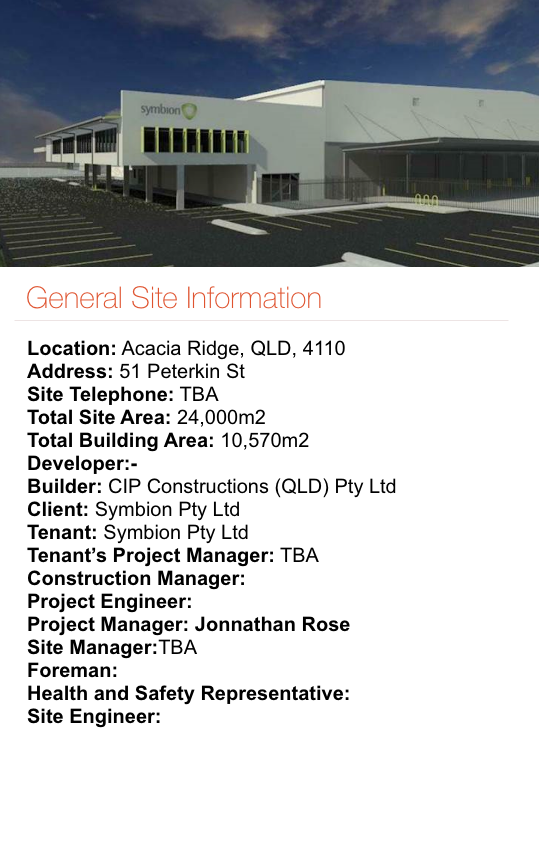 symbion
General Site Information
Location: Acacia Ridge, QLD, 4110
Address: 51 Peterkin St
Site Telephone: TBA
Total Site Area: 24,000m2
Total Building Area: 10,570m2
Developer:-
Builder: CIP Constructions (QLD) Pty Ltd
Client: Symbion Pty Ltd
Tenant: Symbion Pty Ltd
Tenant’s Project Manager: TBA
Construction Manager:
Project Engineer:
Project Manager: Jonnathan Rose
Site Manager:TBA
Foreman:
Health and Safety Representative:
Site Engineer: